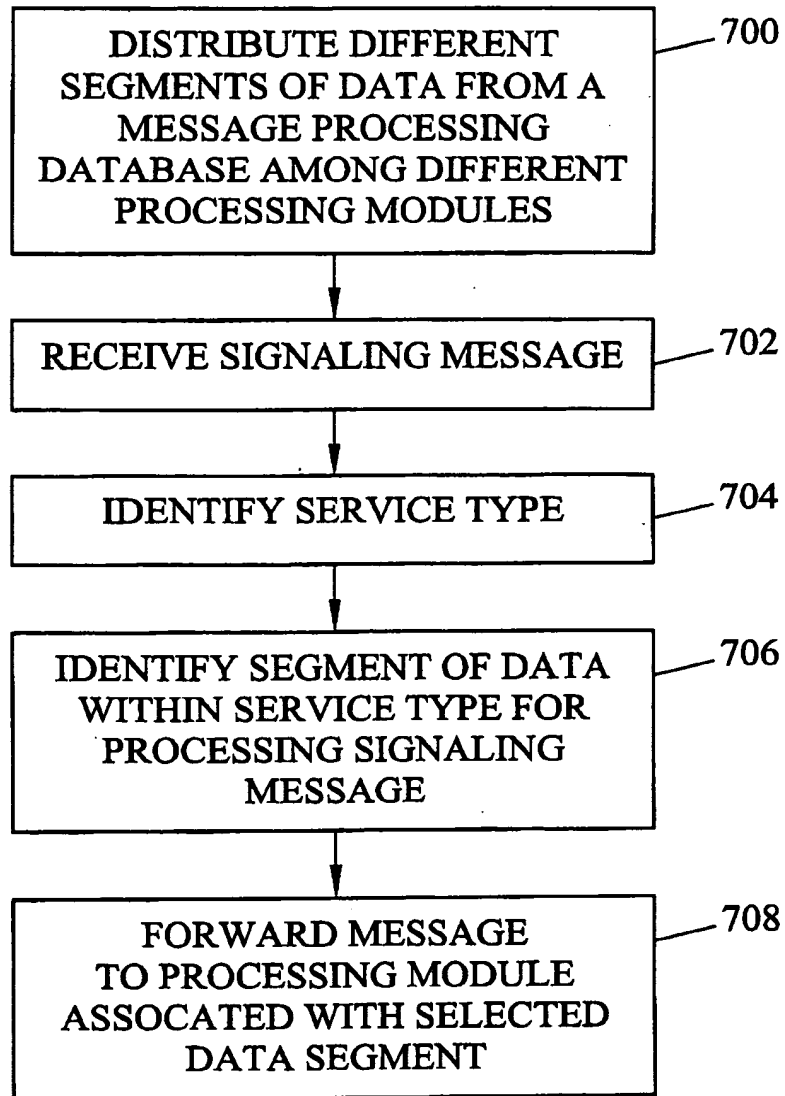 DISTRIBUTE DIFFERENT
SEGMENTS OF DATA FROM A
MESSAGE PROCESSING
DATABASE AMONG DIFFERENT
PROCESSING MODULES
700
RECEIVE SIGNALING MESSAGE
702
IDENTIFY SERVICE TYPE
704
IDENTIFY SEGMENT OF DATA
WITHIN SERVICE TYPE FOR
PROCESSING SIGNALING
MESSAGE
706
FORWARD MESSAGE
TO PROCESSING MODULE
ASSOCATED WITH SELECTED
DATA SEGMENT
708